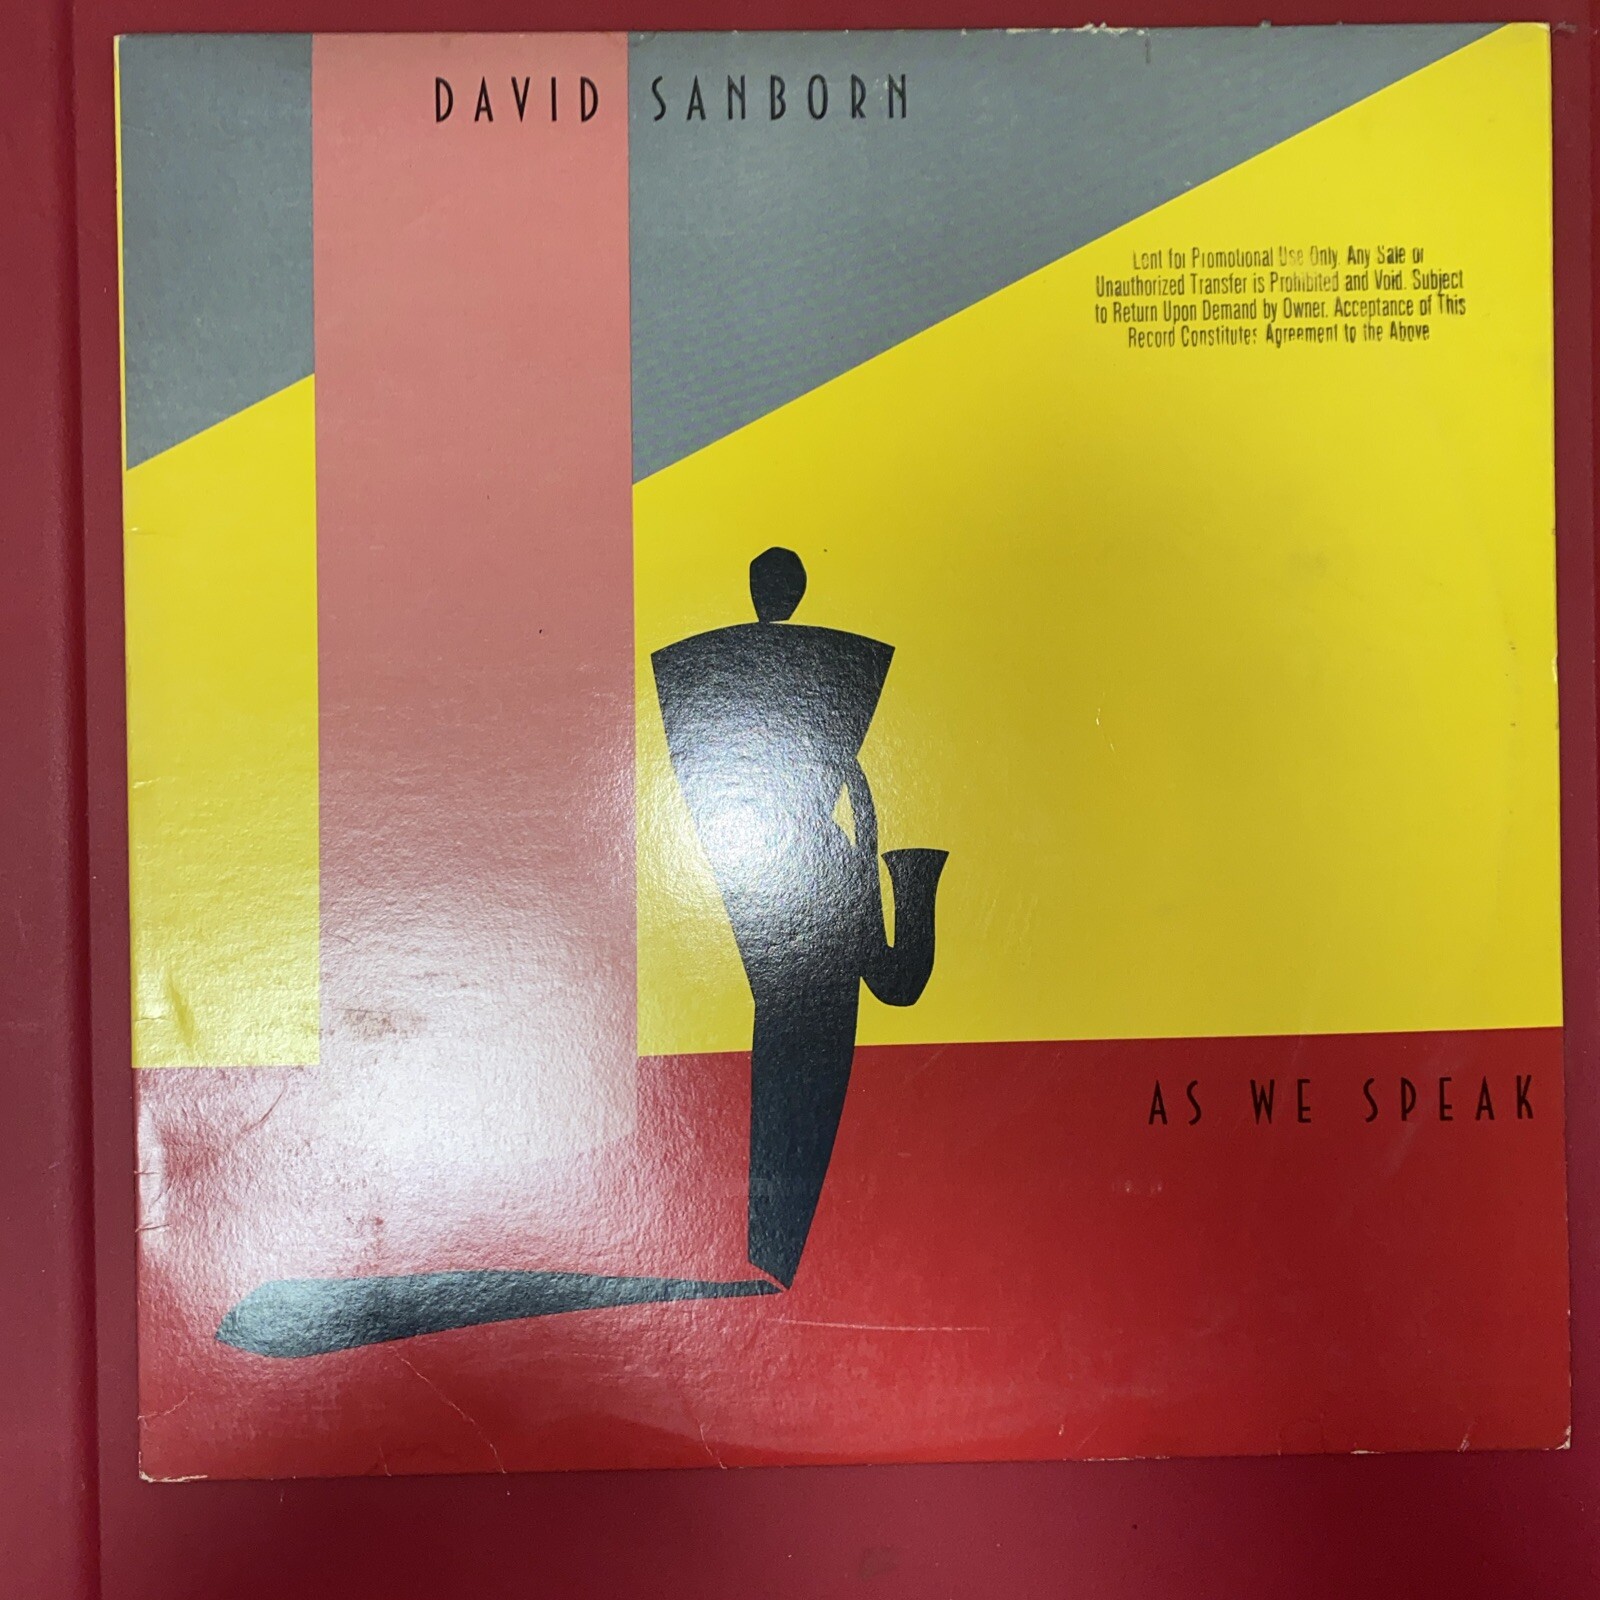 DAVID SANBORN
Lent for Promotional Use Only. Any Sale or
Unauthorized Transfer is Prohibited and Void. Subject
to Return Upon Demand by Owner. Acceptance of This
Record Constitutes Agreement to the Above
AS WE SPEAK